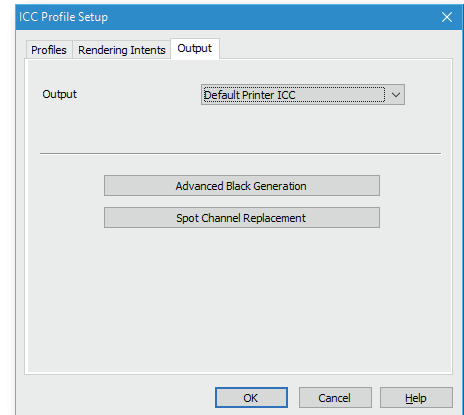 ICC Profile Setup
Profiles Rendering Intents Output
Output Default Printer ICC
Advanced Black Generation
Spot Channel Replacement
OK Cancel Help